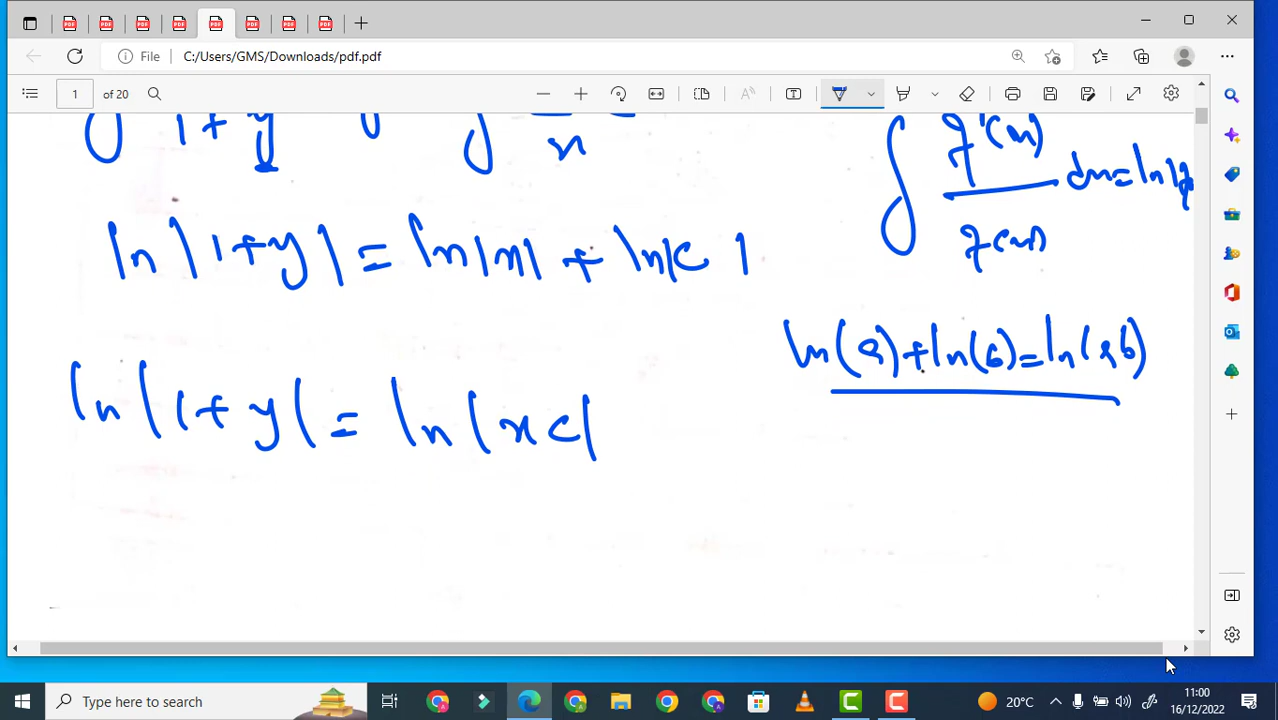 File C:/Users/GMS/Downloads/pdf.pdf
1 of 20
1 + y
x
ln|1+y| = ln|x| + ln|c|
g'(x)
dx = ln|g
g(x)
ln(a)+ln(b)=ln(ab)
ln|1+y| = ln|xc|
Type here to search
20°C
11:00
16/12/2022